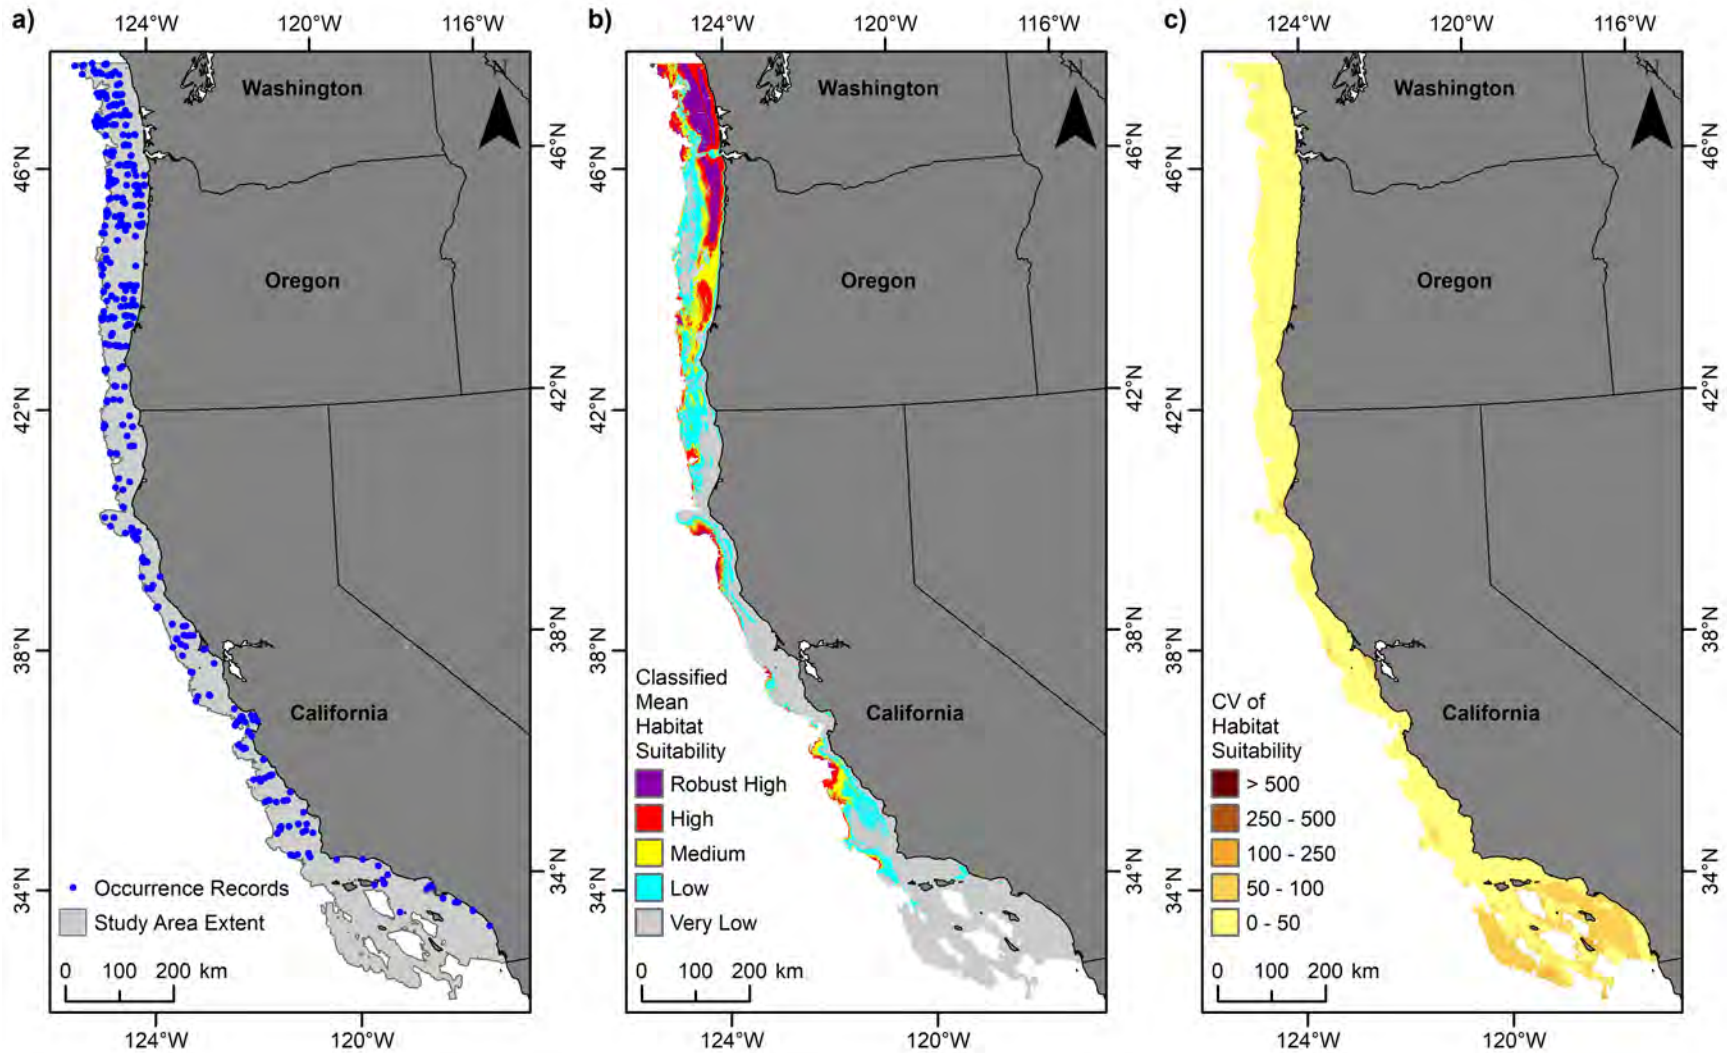 a)
124°W 120°W 116°W
Washington
Oregon
California
46°N
42°N
38°N
34°N
46°N
42°N
38°N
34°N
Occurrence Records
Study Area Extent
0 100 200 km
124°W 120°W
b)
124°W 120°W 116°W
Washington
Oregon
California
46°N
42°N
38°N
34°N
46°N
42°N
38°N
34°N
Classified
Mean
Habitat
Suitability
Robust High
High
Medium
Low
Very Low
0 100 200 km
124°W 120°W
c)
124°W 120°W 116°W
Washington
Oregon
California
46°N
42°N
38°N
34°N
46°N
42°N
38°N
34°N
CV of
Habitat
Suitability
> 500
250 - 500
100 - 250
50 - 100
0 - 50
0 100 200 km
124°W 120°W